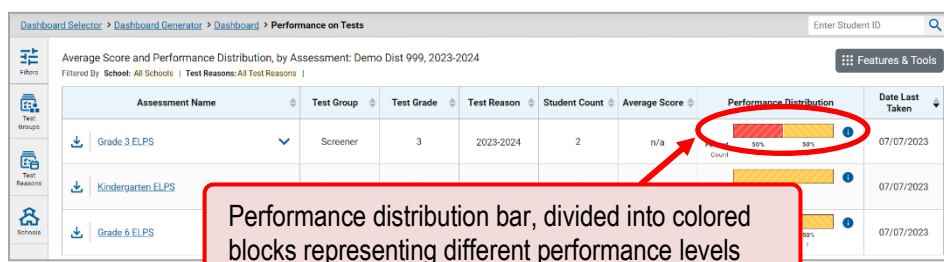 Dashboard Selector > Dashboard Generator > Dashboard > Performance on Tests
Enter Student ID
Filters
Average Score and Performance Distribution, by Assessment: Demo Dist 999, 2023-2024
Filtered By School: All Schools | Test Reasons: All Test Reasons |
Features & Tools
Test Groups
Test Reasons
Schools
Assessment Name Test Group Test Grade Test Reason Student Count Average Score Performance Distribution Date Last Taken
Grade 3 ELPS Screener 3 2023-2024 2 n/a 50% 50% 07/07/2023
Count
Kindergarten ELPS 07/07/2023
Grade 6 ELPS 50% 07/07/2023
1
Performance distribution bar, divided into colored
blocks representing different performance levels